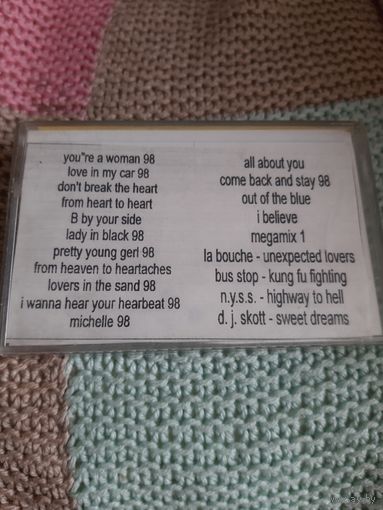 you"re a woman 98
love in my car 98
don't break the heart
from heart to heart
B by your side
lady in black 98
pretty young gerl 98
from heaven to heartaches
lovers in the sand 98
i wanna hear your hearbeat 98
michelle 98
all about you
come back and stay 98
out of the blue
i believe
megamix 1
la bouche - unexpected lovers
bus stop - kung fu fighting
n.y.s.s. - highway to hell
d. j. skott - sweet dreams